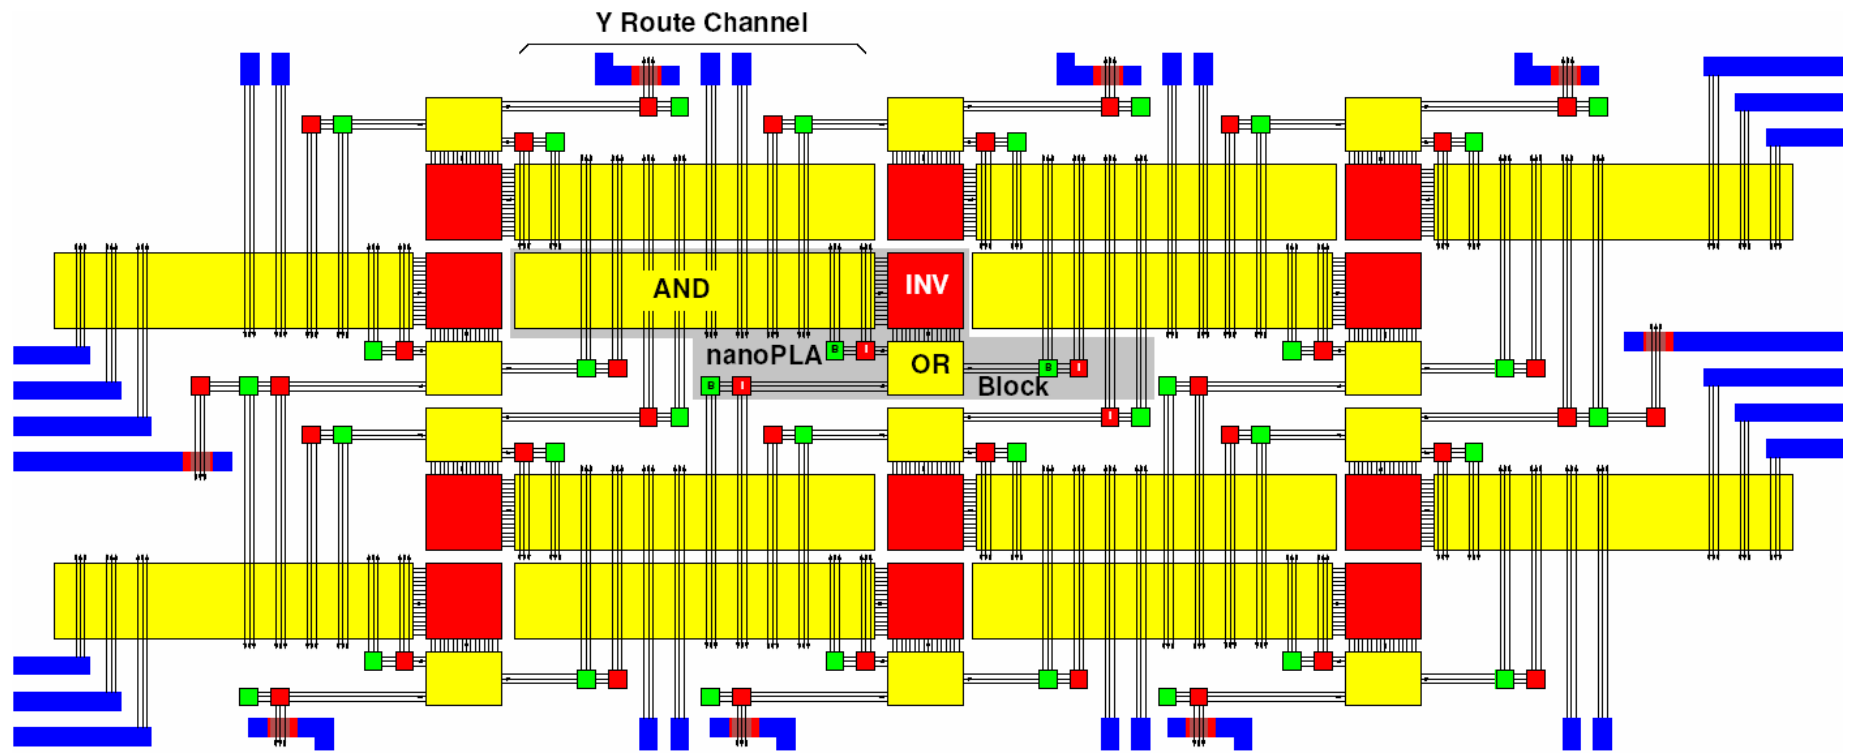 Y Route Channel
AND
INV
nanoPLA
B
I
OR
B
I
B
I
Block
I